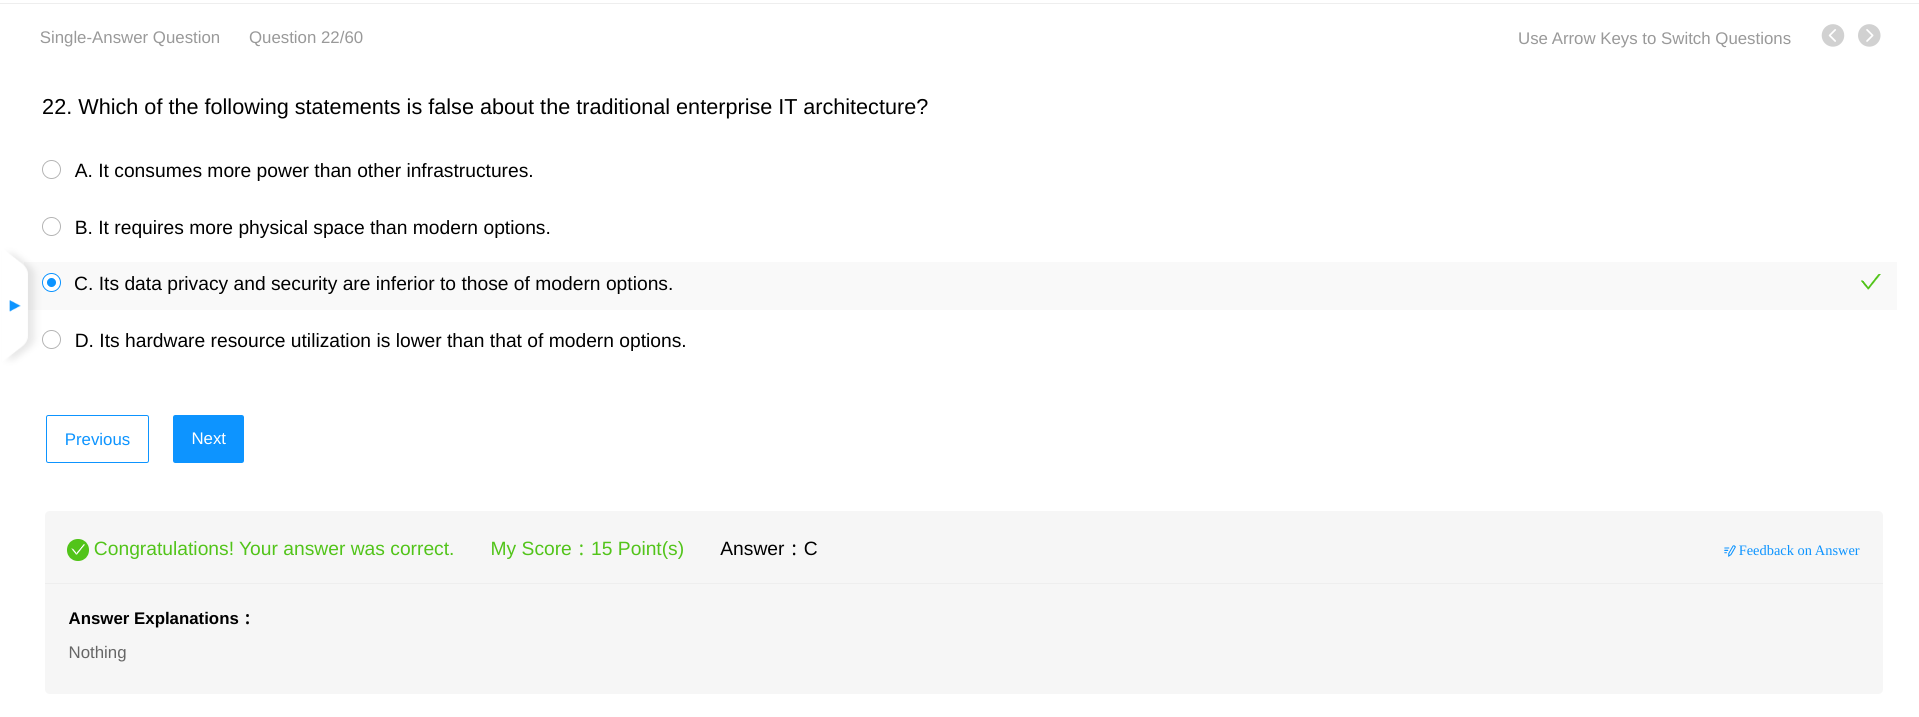 Single-Answer Question Question 22/60 Use Arrow Keys to Switch Questions
22. Which of the following statements is false about the traditional enterprise IT architecture?
A. It consumes more power than other infrastructures.
B. It requires more physical space than modern options.
C. Its data privacy and security are inferior to those of modern options.
D. Its hardware resource utilization is lower than that of modern options.
Previous Next
Congratulations! Your answer was correct. My Score：15 Point(s) Answer：C Feedback on Answer
Answer Explanations：
Nothing